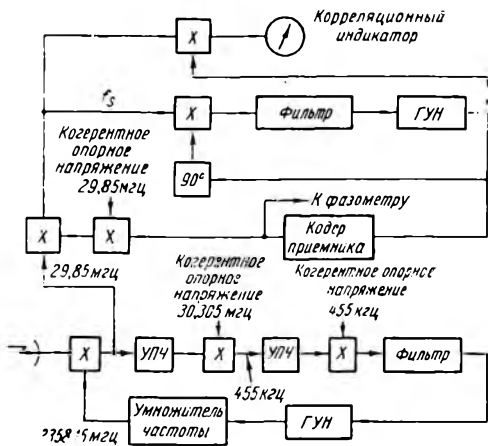 Корреляционный
индикатор
X
fs
X
Фильтр
ГУН
Когерентное
опорное
напряжение
29,85 мгц
90°
К фазометру
X
X
Кодер
приемника
29,85 мгц
Когерентное
опорное
напряжение
30,305 мгц
Когерентное опорное
напряжение
455 кгц
X
УПЧ
X
УПЧ
X
Фильтр
455 кгц
Умножитель
частоты
ГУН